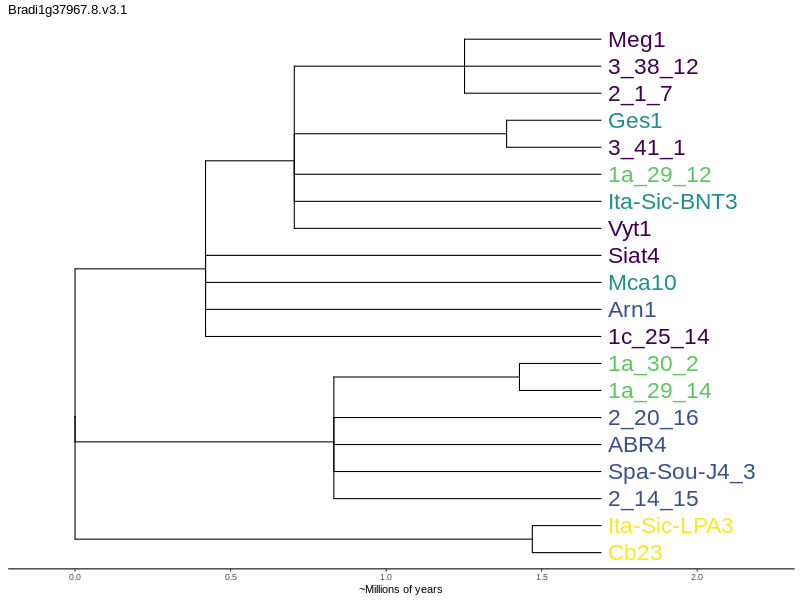 Bradi1g37967.8.v3.1
Meg1
3_38_12
2_1_7
Ges1
3_41_1
1a_29_12
Ita-Sic-BNT3
Vyt1
Siat4
Mca10
Arn1
1c_25_14
1a_30_2
1a_29_14
2_20_16
ABR4
Spa-Sou-J4_3
2_14_15
Ita-Sic-LPA3
Cb23
0.0 0.5 1.0 1.5 2.0
~Millions of years